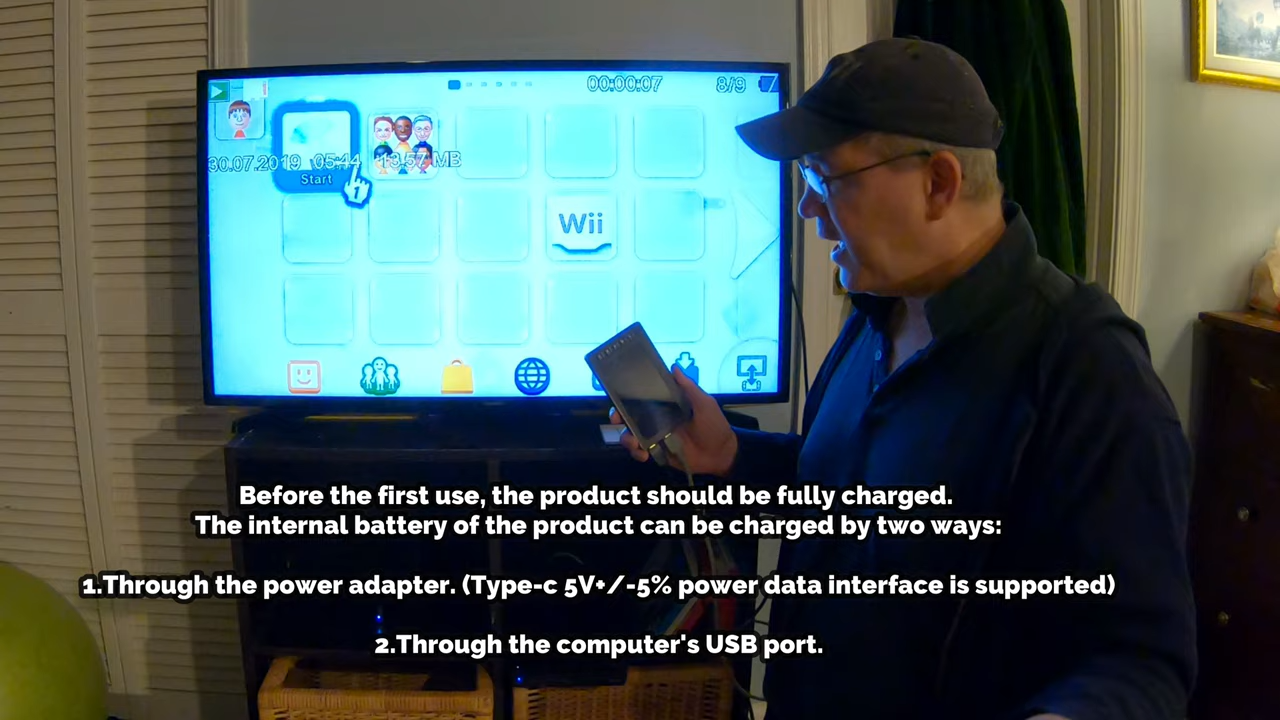 00:00:07
8/9
30.07.2019 05:44 13.57 MB
Start
1
Wii
Before the first use, the product should be fully charged.
The internal battery of the product can be charged by two ways:
1.Through the power adapter. (Type-c 5V+/-5% power data interface is supported)
2.Through the computer's USB port.